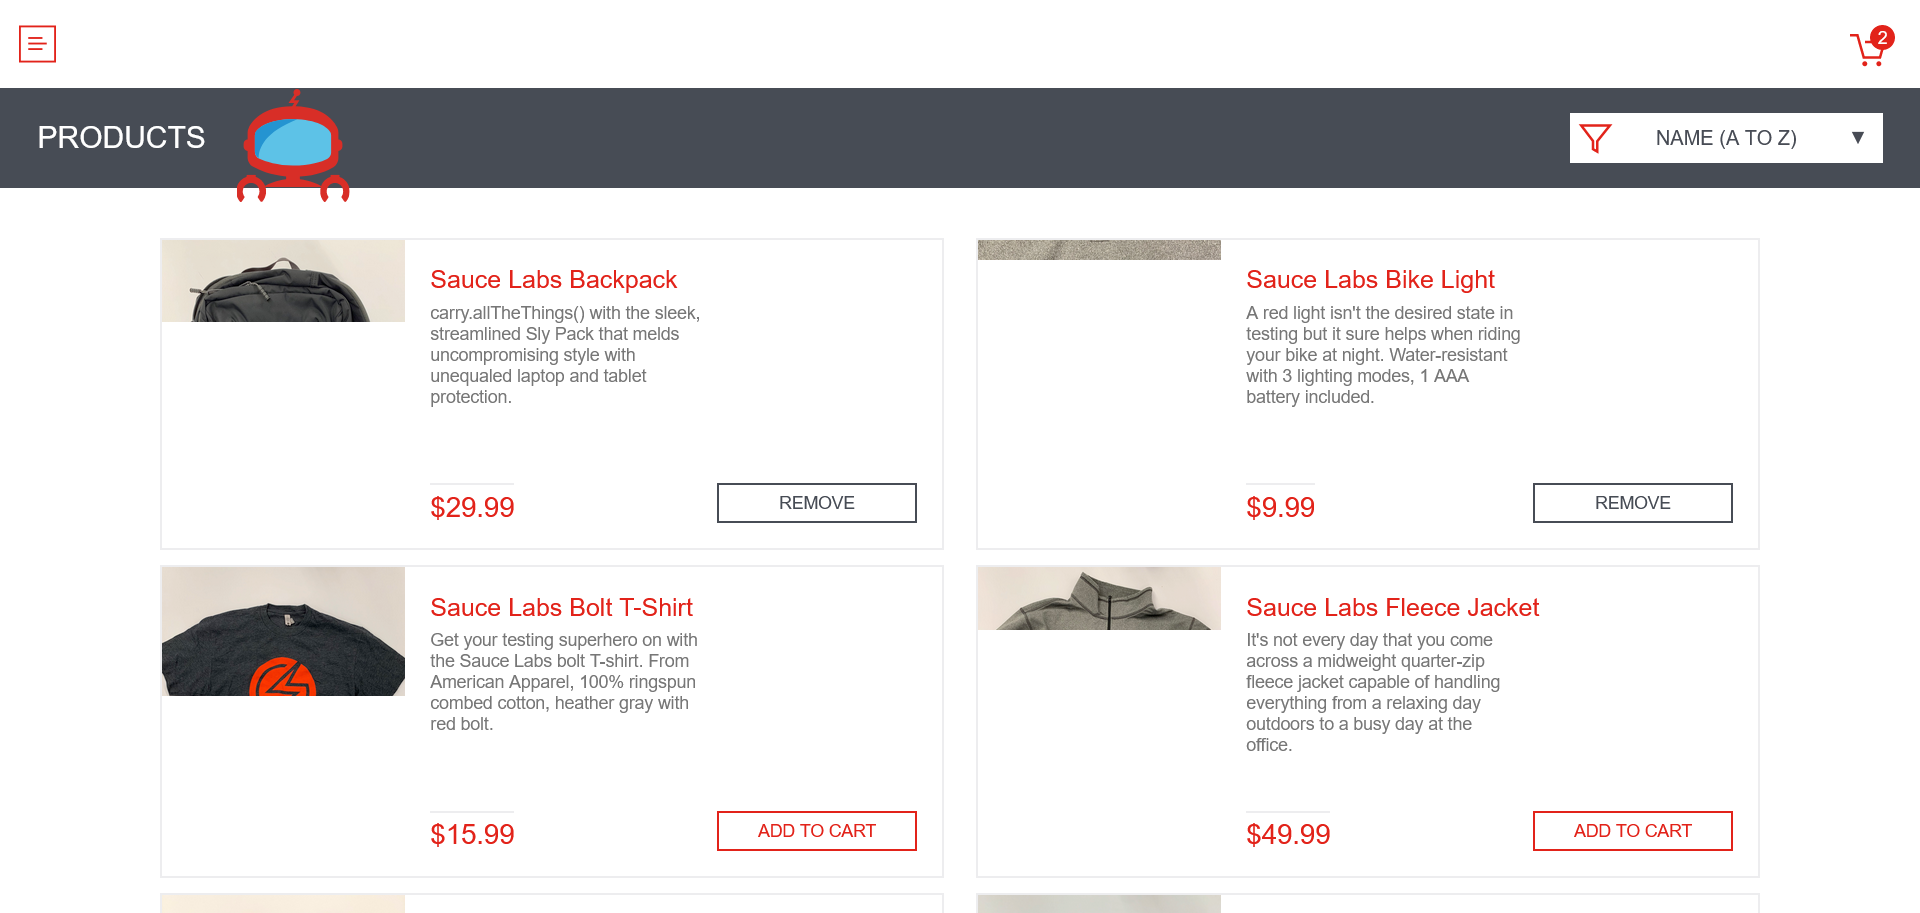 2
PRODUCTS
NAME (A TO Z)
Sauce Labs Backpack
carry.allTheThings() with the sleek,
streamlined Sly Pack that melds
uncompromising style with
unequaled laptop and tablet
protection.
$29.99
REMOVE
Sauce Labs Bike Light
A red light isn't the desired state in
testing but it sure helps when riding
your bike at night. Water-resistant
with 3 lighting modes, 1 AAA
battery included.
$9.99
REMOVE
Sauce Labs Bolt T-Shirt
Get your testing superhero on with
the Sauce Labs bolt T-shirt. From
American Apparel, 100% ringspun
combed cotton, heather gray with
red bolt.
$15.99
ADD TO CART
Sauce Labs Fleece Jacket
It's not every day that you come
across a midweight quarter-zip
fleece jacket capable of handling
everything from a relaxing day
outdoors to a busy day at the
office.
$49.99
ADD TO CART